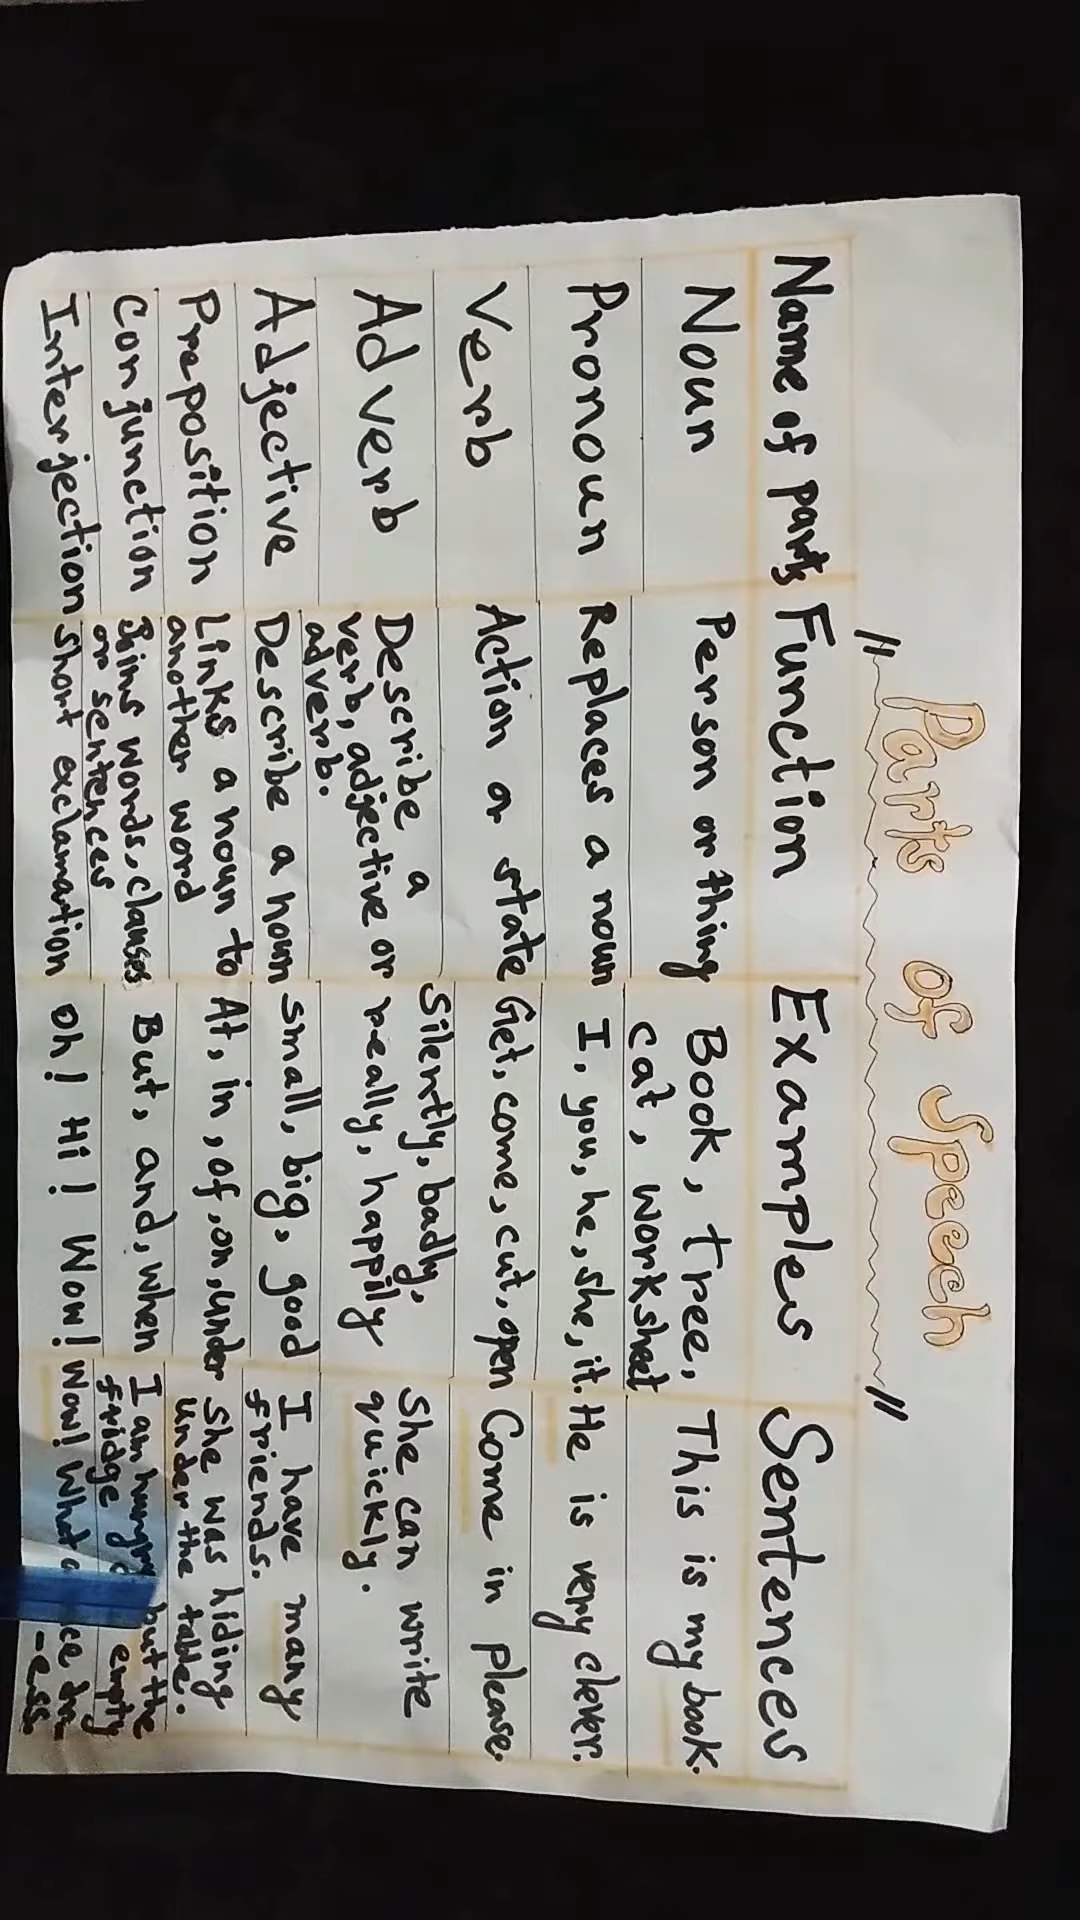 Parts of Speech
Name of parts Function Examples Sentences
Noun Person or thing Book, tree, This is my book.
cat, worksheet
Pronoun Replaces a noun I, you, he, she, it. He is very clever.
Verb Action or state Get, come, cut, open Come in please.
Adverb Describe a Silently, badly, She can write
verb, adjective or really, happily quickly.
adverb.
Adjective Describe a noun small, big, good I have many
friends.
Preposition Links a noun to At, in, of, on, under She was hiding
another word under the table.
Conjunction Joins words, clauses But, and, when I am hungry but the
or sentences fridge empty
Interjection Short exclamation Oh! Hi! Wow! Wow! What